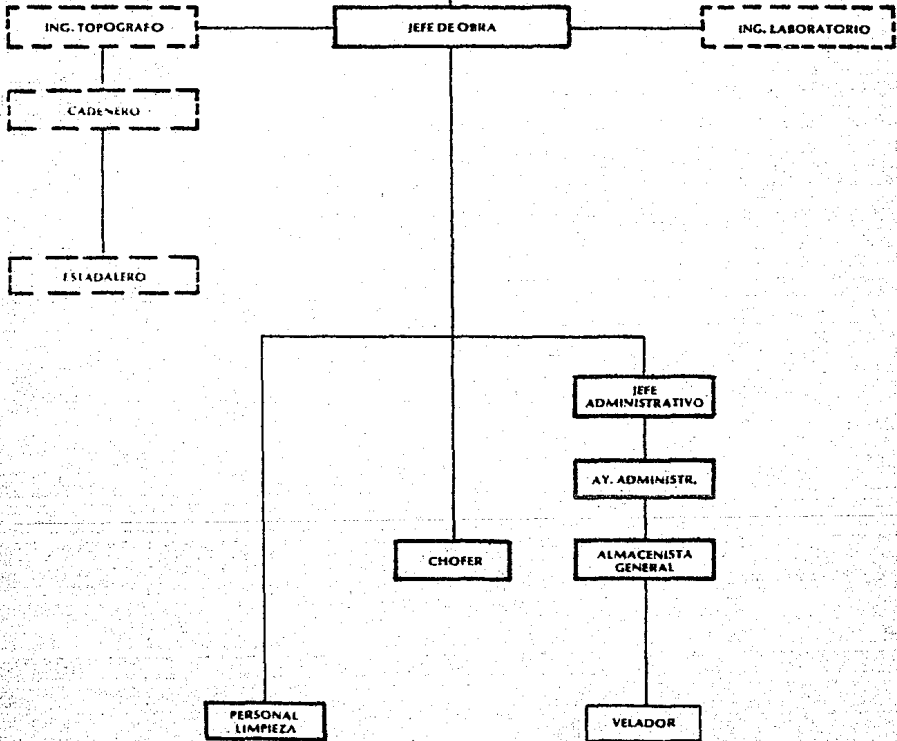 ING. TOPOGRAFO
JEFE DE OBRA
ING. LABORATORIO
CADENERO
ESTADALERO
JEFE
ADMINISTRATIVO
AY. ADMINISTR.
CHOFER
ALMACENISTA
GENERAL
PERSONAL
LIMPIEZA
VELADOR